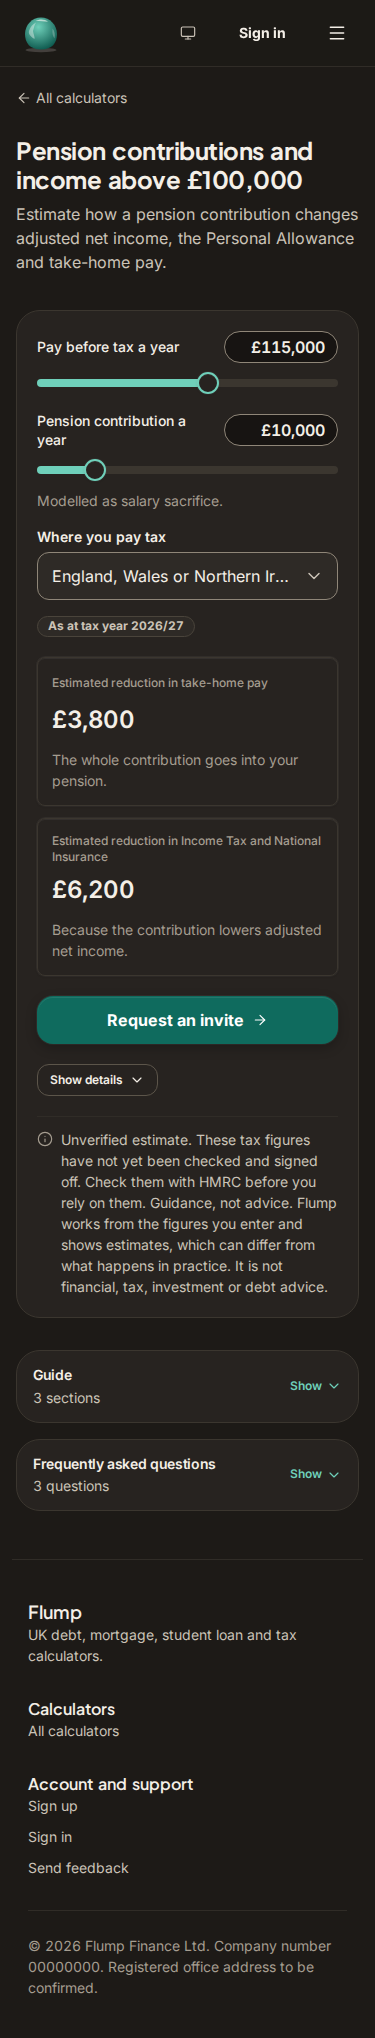 Sign in
← All calculators
Pension contributions and
income above £100,000
Estimate how a pension contribution changes
adjusted net income, the Personal Allowance
and take-home pay.
Pay before tax a year
£115,000
Pension contribution a
year
£10,000
Modelled as salary sacrifice.
Where you pay tax
England, Wales or Northern Ir...
As at tax year 2026/27
Estimated reduction in take-home pay
£3,800
The whole contribution goes into your
pension.
Estimated reduction in Income Tax and National
Insurance
£6,200
Because the contribution lowers adjusted
net income.
Request an invite →
Show details
Unverified estimate. These tax figures
have not yet been checked and signed
off. Check them with HMRC before you
rely on them. Guidance, not advice. Flump
works from the figures you enter and
shows estimates, which can differ from
what happens in practice. It is not
financial, tax, investment or debt advice.
Guide
3 sections
Show
Frequently asked questions
3 questions
Show
Flump
UK debt, mortgage, student loan and tax
calculators.
Calculators
All calculators
Account and support
Sign up
Sign in
Send feedback
© 2026 Flump Finance Ltd. Company number
00000000. Registered office address to be
confirmed.